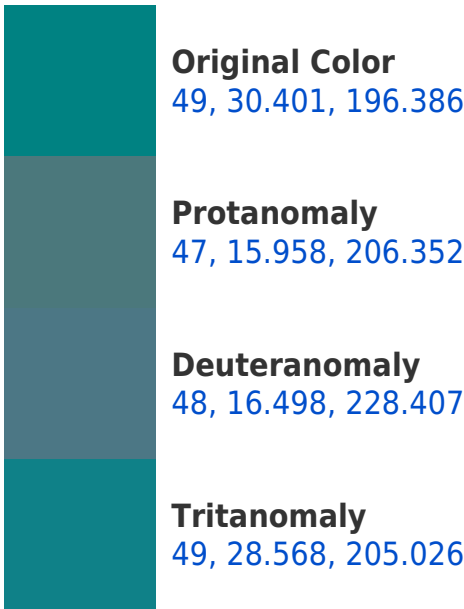 Original Color
49, 30.401, 196.386
Protanomaly
47, 15.958, 206.352
Deuteranomaly
48, 16.498, 228.407
Tritanomaly
49, 28.568, 205.026